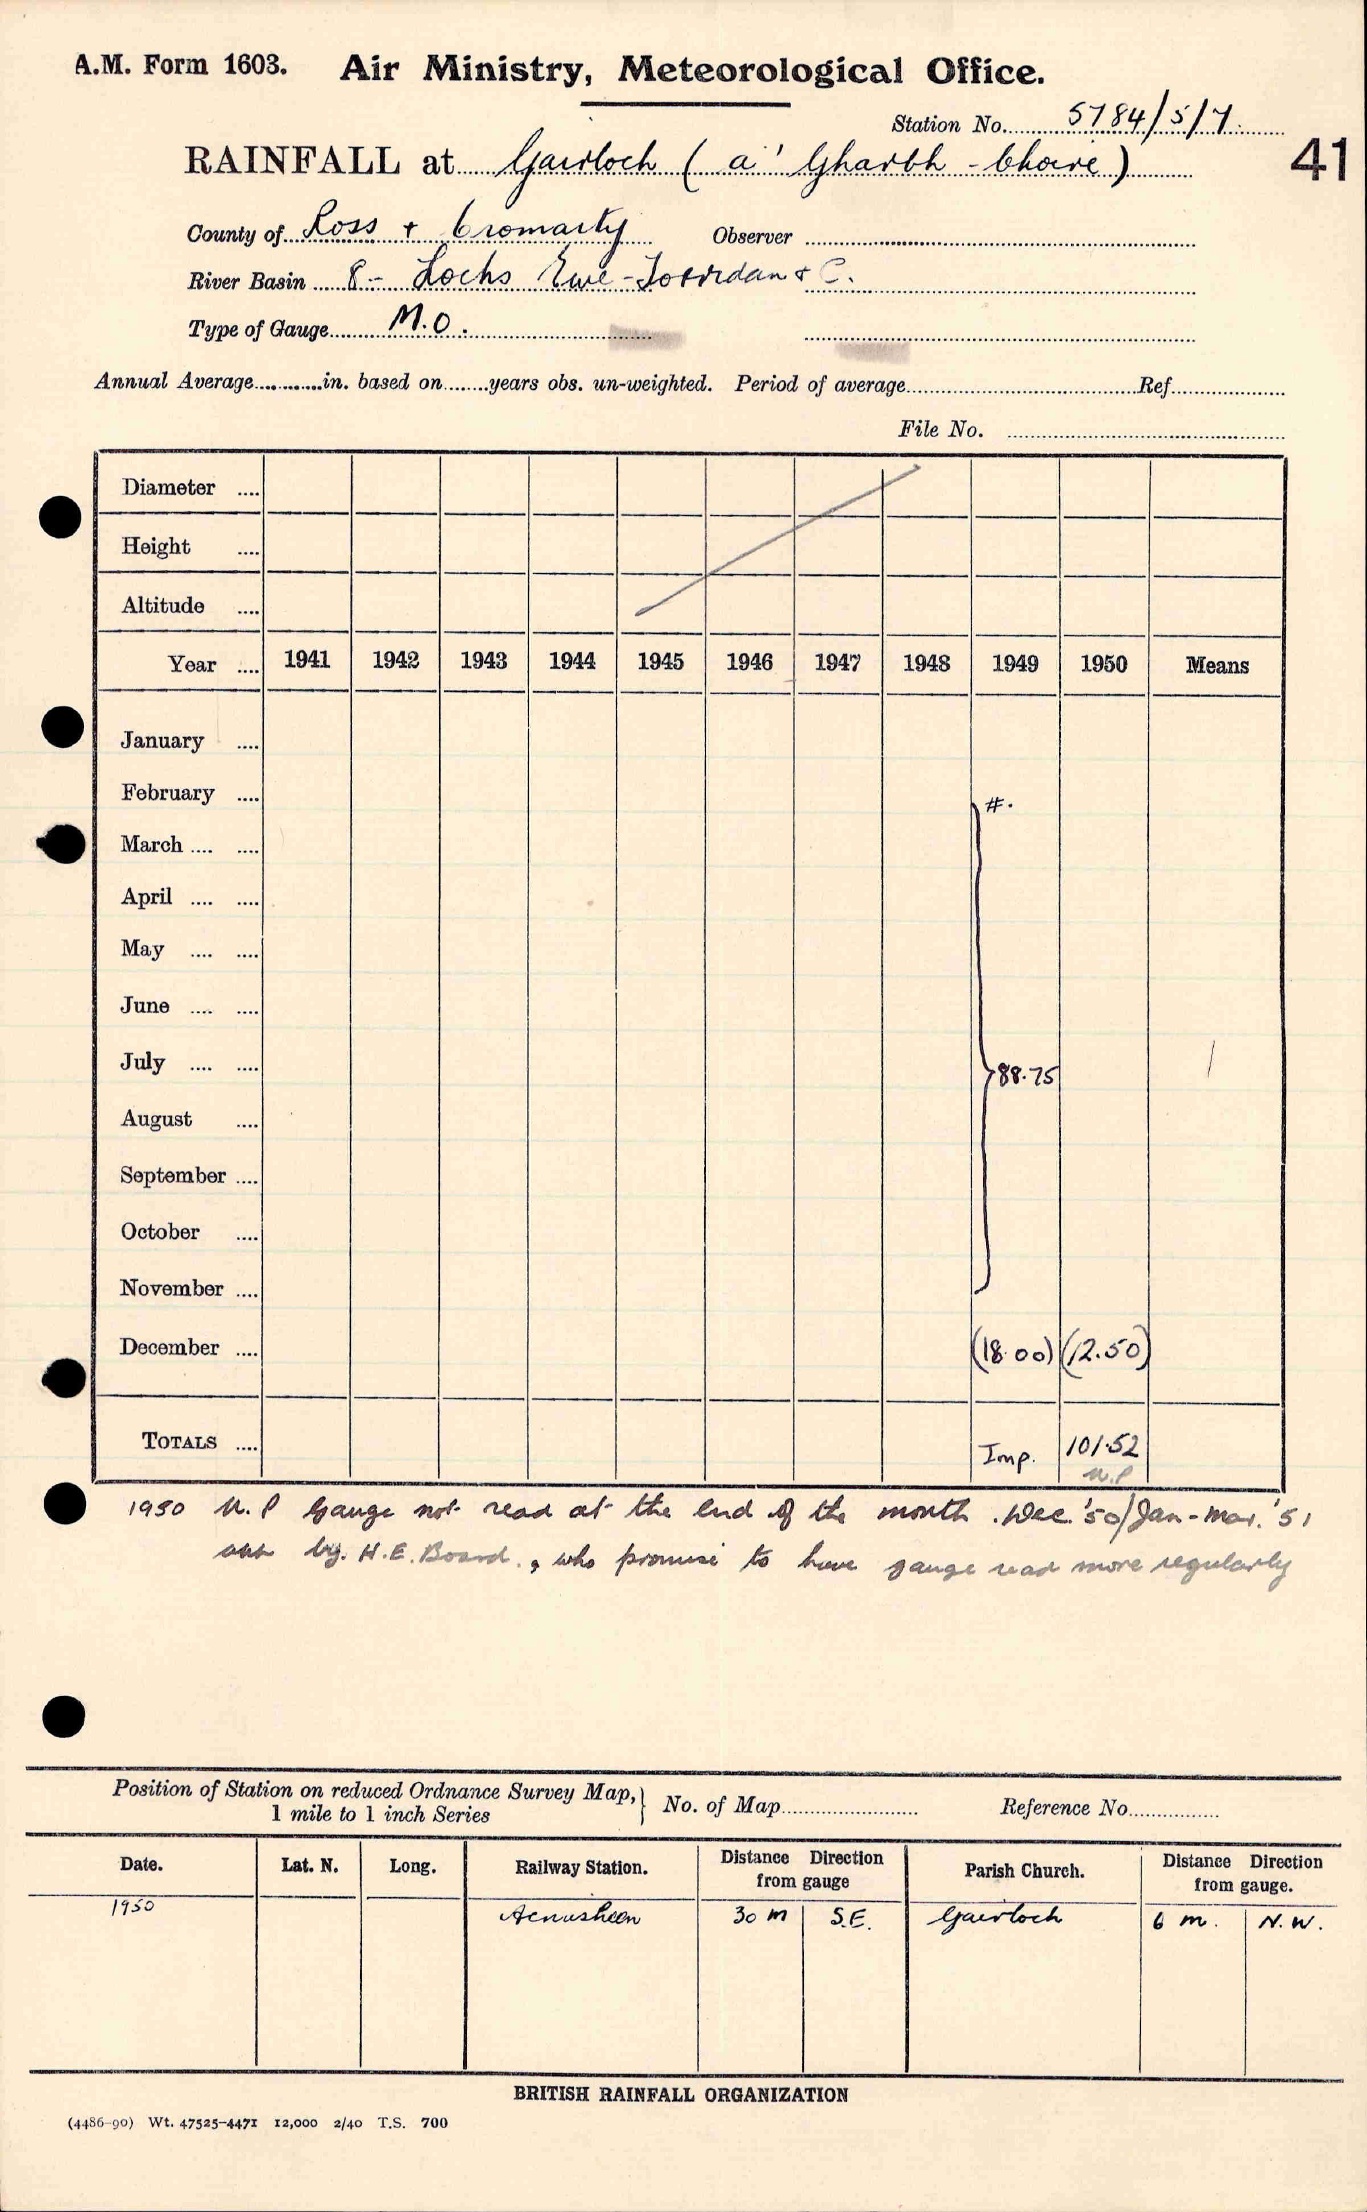 A.M. Form 1603. Air Ministry, Meteorological Office.
Station No. 5784/5/7.
41
RAINFALL at Gairloch ( a' Gharbh - Choire )
County of Ross + Cromarty Observer
River Basin 8 - Lochs Ewe - Torridan & C.
Type of Gauge M.O.
Annual Average in. based on years obs. un-weighted. Period of average Ref
File No.
Diameter
Height
Altitude
Year 1941 1942 1943 1944 1945 1946 1947 1948 1949 1950 Means
January
February #.
March
April
May
June
July 88.75
August
September
October
November
December (18.00) (12.50)
TOTALS Imp. 101.52
N.P
1950 N.P Gauge not read at the end of the month. Dec. '50/Jan-Mar. '51
by. H.E. Board., who promise to have gauge read more regularly
Position of Station on reduced Ordnance Survey Map,
1 mile to 1 inch Series } No. of Map Reference No.
Date. Lat. N. Long. Railway Station. Distance Direction from gauge Parish Church. Distance Direction from gauge.
1950 Acnasheen 30 m S.E. Gairloch 6 m. N.W.
BRITISH RAINFALL ORGANIZATION
(4486-90) Wt. 47525-4471 12,000 2/40 T.S. 700